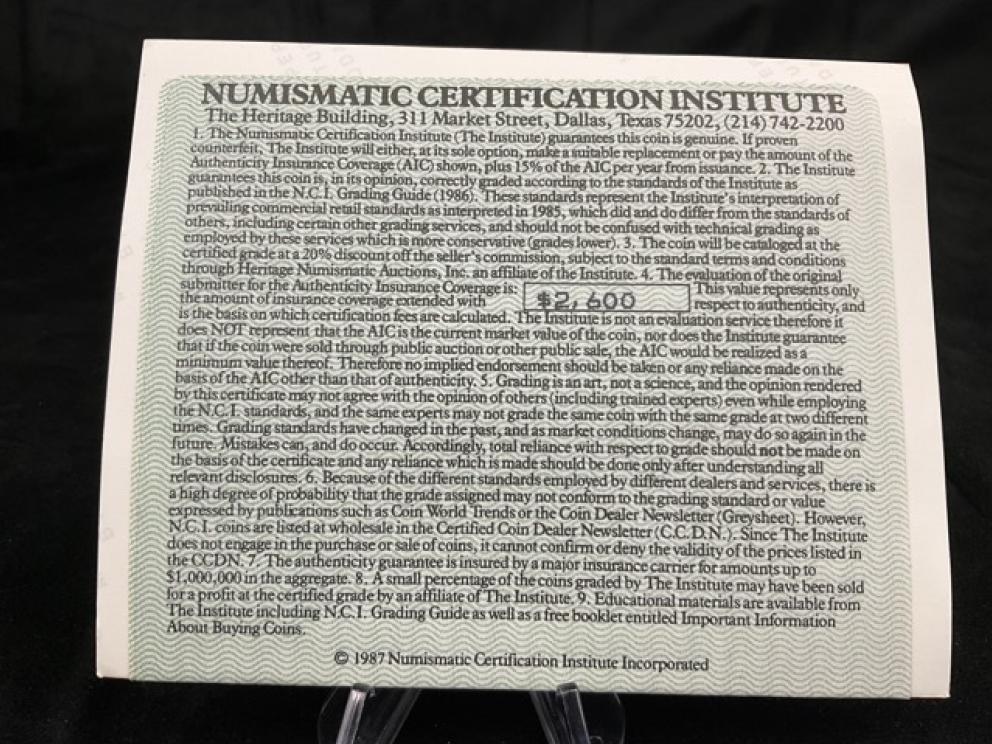 NUMISMATIC CERTIFICATION INSTITUTE
The Heritage Building, 311 Market Street, Dallas, Texas 75202, (214) 742-2200
1. The Numismatic Certification Institute (The Institute) guarantees this coin is genuine. If proven
counterfeit, The Institute will either, at its sole option, make a suitable replacement or pay the amount of the
Authenticity Insurance Coverage (AIC) shown, plus 15% of the AIC per year from issuance. 2. The Institute
guarantees this coin is, in its opinion, correctly graded according to the standards of the Institute as
published in the N.C.I. Grading Guide (1986). These standards represent the Institute's interpretation of
prevailing commercial retail standards as interpreted in 1985, which did and do differ from the standards of
others, including certain other grading services, and should not be confused with technical grading as
employed by these services which is more conservative (grades lower). 3. The coin will be cataloged at the
certified grade at a 20% discount off the seller's commission, subject to the standard terms and conditions
through Heritage Numismatic Auctions, Inc. an affiliate of the Institute. 4. The evaluation of the original
submitter for the Authenticity Insurance Coverage is: $2,600 This value represents only
the amount of insurance coverage extended with respect to authenticity, and
is the basis on which certification fees are calculated. The Institute is not an evaluation service therefore it
does NOT represent that the AIC is the current market value of the coin, nor does the Institute guarantee
that if the coin were sold through public auction or other public sale, the AIC would be realized as a
minimum value thereof. Therefore no implied endorsement should be taken or any reliance made on the
basis of the AIC other than that of authenticity. 5. Grading is an art, not a science, and the opinion rendered
by this certificate may not agree with the opinion of others (including trained experts) even while employing
the N.C.I. standards, and the same experts may not grade the same coin with the same grade at two different
times. Grading standards have changed in the past, and as market conditions change, may do so again in the
future. Mistakes can, and do occur. Accordingly, total reliance with respect to grade should not be made on
the basis of the certificate and any reliance which is made should be done only after understanding all
relevant disclosures. 6. Because of the different standards employed by different dealers and services, there is
a high degree of probability that the grade assigned may not conform to the grading standard or value
expressed by publications such as Coin World Trends or the Coin Dealer Newsletter (Greysheet). However,
N.C.I. coins are listed at wholesale in the Certified Coin Dealer Newsletter (C.C.D.N.). Since The Institute
does not engage in the purchase or sale of coins, it cannot confirm or deny the validity of the prices listed in
the CCDN. 7. The authenticity guarantee is insured by a major insurance carrier for amounts up to
$1,000,000 in the aggregate. 8. A small percentage of the coins graded by The Institute may have been sold
for a profit at the certified grade by an affiliate of The Institute. 9. Educational materials are available from
The Institute including N.C.I. Grading Guide as well as a free booklet entitled Important Information
About Buying Coins.
© 1987 Numismatic Certification Institute Incorporated